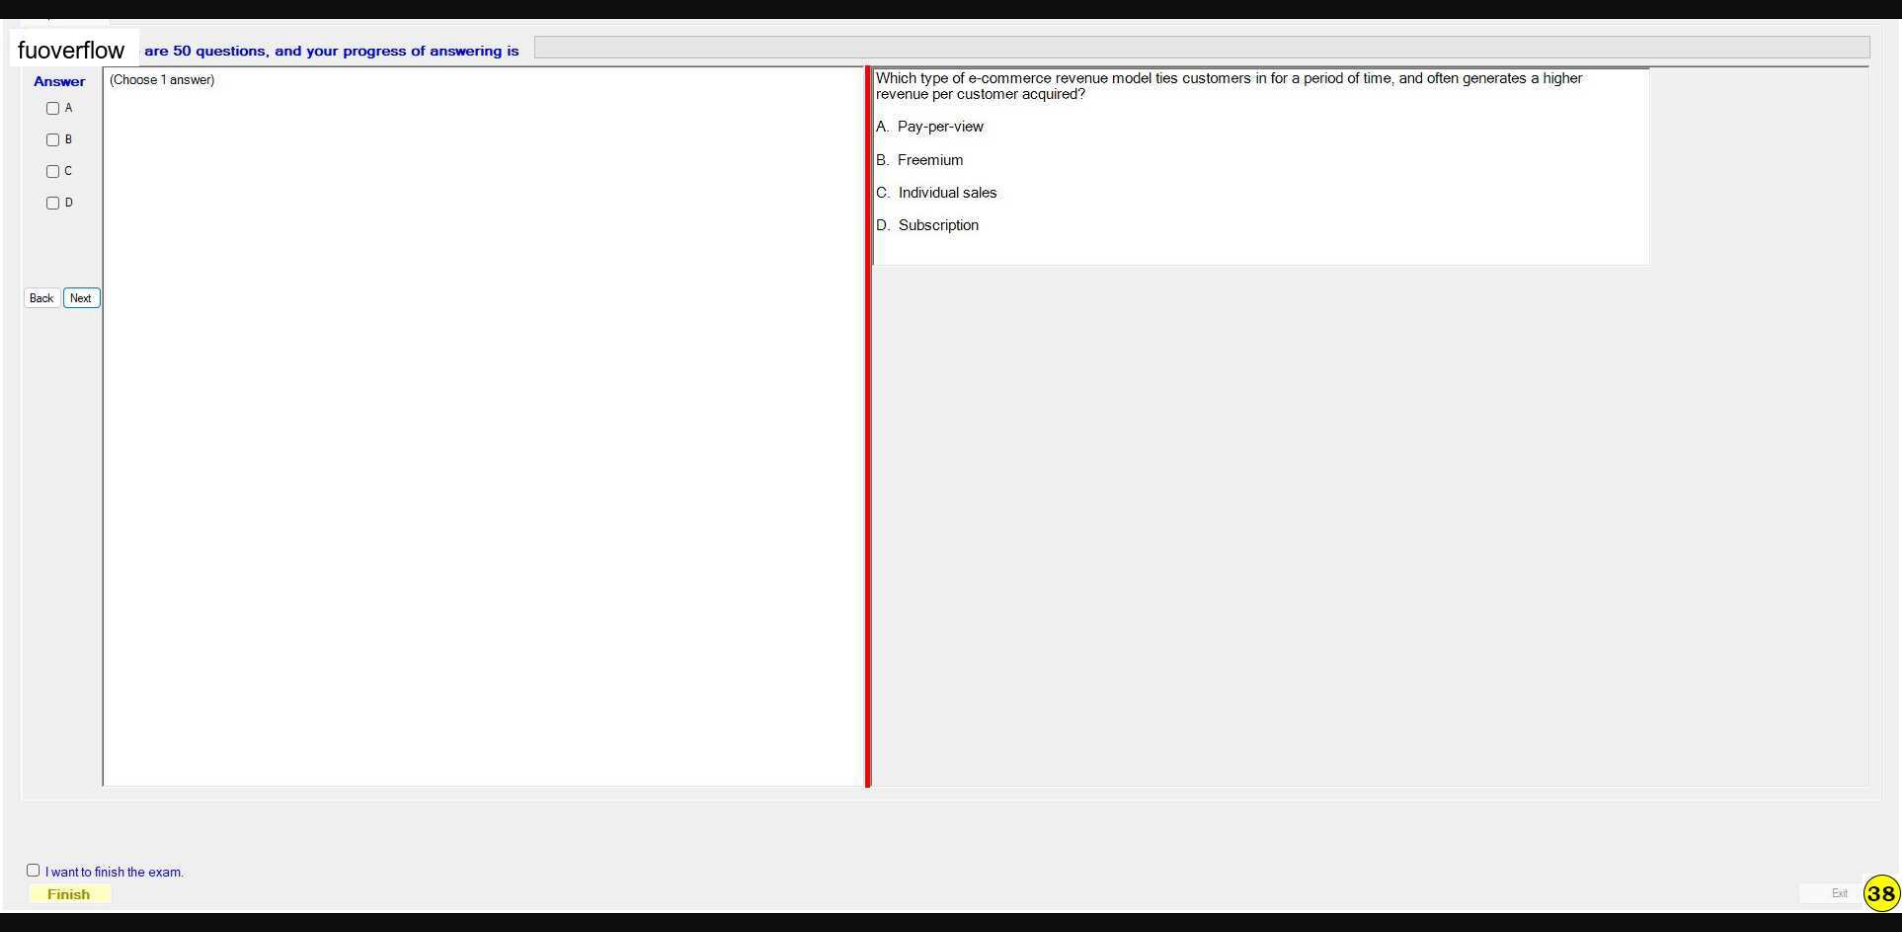 fuoverflow are 50 questions, and your progress of answering is
Answer
(Choose 1 answer)
A
B
C
D
Back Next
Which type of e-commerce revenue model ties customers in for a period of time, and often generates a higher
revenue per customer acquired?
A. Pay-per-view
B. Freemium
C. Individual sales
D. Subscription
I want to finish the exam.
Finish
Exit
38